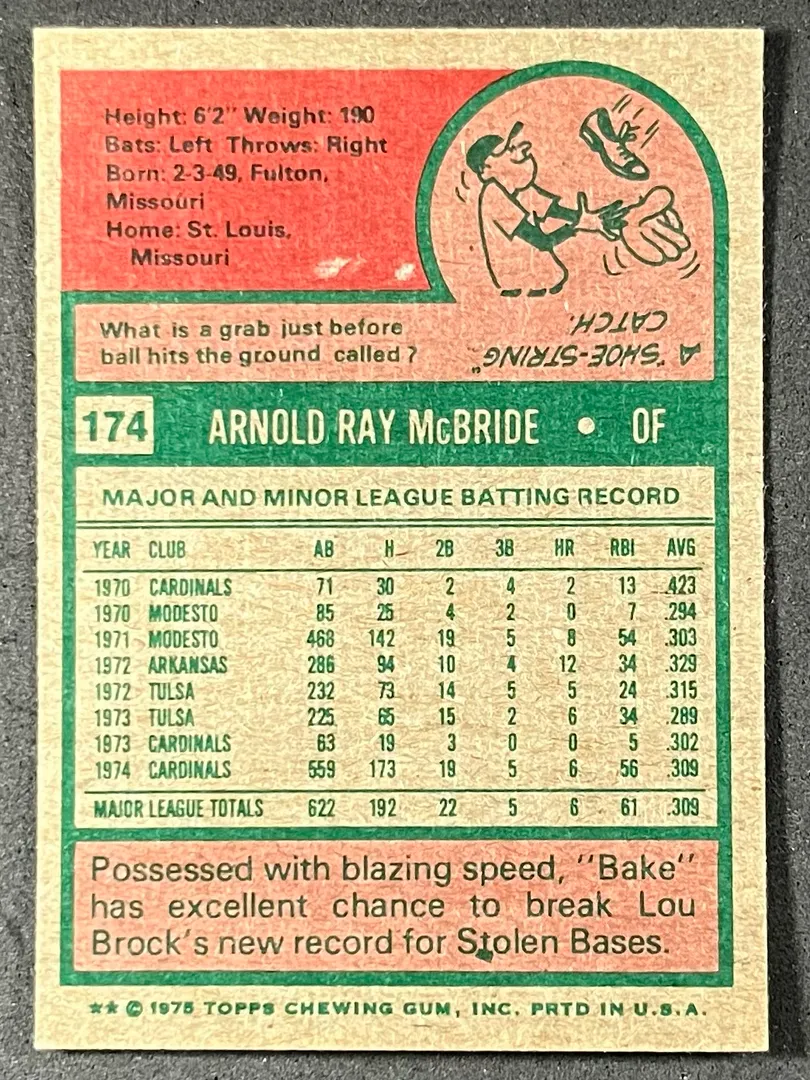 Height: 6'2" Weight: 190
Bats: Left Throws: Right
Born: 2-3-49, Fulton,
Missouri
Home: St. Louis,
Missouri
What is a grab just before
ball hits the ground called?
A "SHOE-STRING"
CATCH.
174 ARNOLD RAY McBRIDE • OF
MAJOR AND MINOR LEAGUE BATTING RECORD
YEAR CLUB AB H 2B 3B HR RBI AVG
1970 CARDINALS 71 30 2 4 2 13 .423
1970 MODESTO 85 25 4 2 0 7 .294
1971 MODESTO 468 142 19 5 8 54 .303
1972 ARKANSAS 286 94 10 4 12 34 .329
1972 TULSA 232 73 14 5 5 24 .315
1973 TULSA 225 65 15 2 6 34 .289
1973 CARDINALS 63 19 3 0 0 5 .302
1974 CARDINALS 559 173 19 5 6 56 .309
MAJOR LEAGUE TOTALS 622 192 22 5 6 61 .309
Possessed with blazing speed, "Bake"
has excellent chance to break Lou
Brock's new record for Stolen Bases.
** © 1975 TOPPS CHEWING GUM, INC. PRTD IN U.S.A.